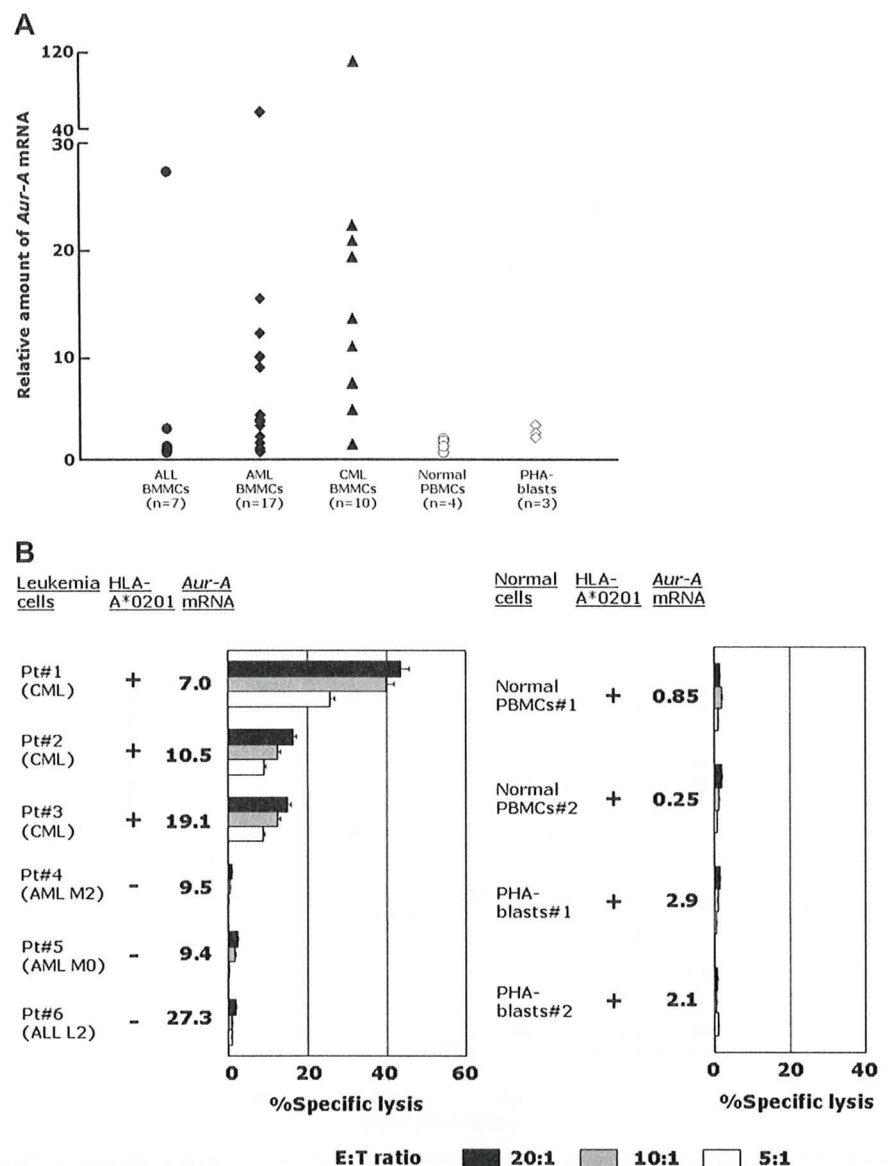 A
Relative amount of Aur-A mRNA
120
40
30
20
10
0
ALL BMMCs (n=7)
AML BMMCs (n=17)
CML BMMCs (n=10)
Normal PBMCs (n=4)
PHA-blasts (n=3)
B
Leukemia cells
HLA-A*0201
Aur-A mRNA
Pt#1 (CML) + 7.0
Pt#2 (CML) + 10.5
Pt#3 (CML) + 19.1
Pt#4 (AML M2) - 9.5
Pt#5 (AML M0) - 9.4
Pt#6 (ALL L2) - 27.3
0 20 40 60
%Specific lysis
Normal cells
HLA-A*0201
Aur-A mRNA
Normal PBMCs#1 + 0.85
Normal PBMCs#2 + 0.25
PHA-blasts#1 + 2.9
PHA-blasts#2 + 2.1
0 20 40
%Specific lysis
E:T ratio 20:1 10:1 5:1